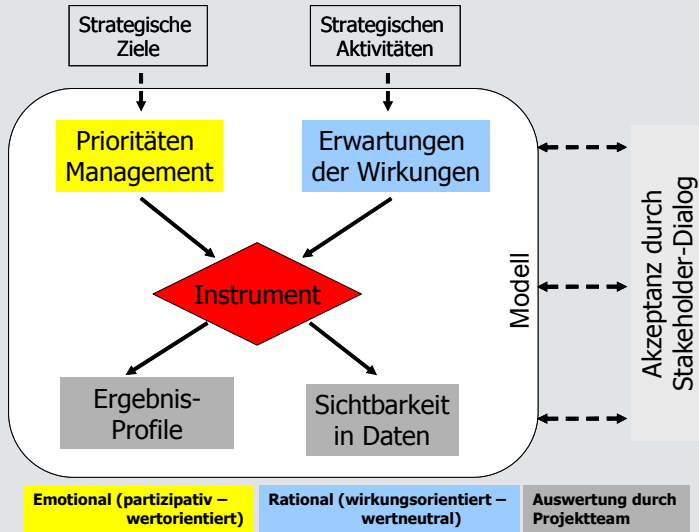 Strategische
Ziele
Strategischen
Aktivitäten
Prioritäten
Management
Erwartungen
der Wirkungen
Instrument
Ergebnis-
Profile
Sichtbarkeit
in Daten
Modell
Akzeptanz durch
Stakeholder-Dialog
Emotional (partizipativ –
wertorientiert)
Rational (wirkungsorientiert –
wertneutral)
Auswertung durch
Projektteam